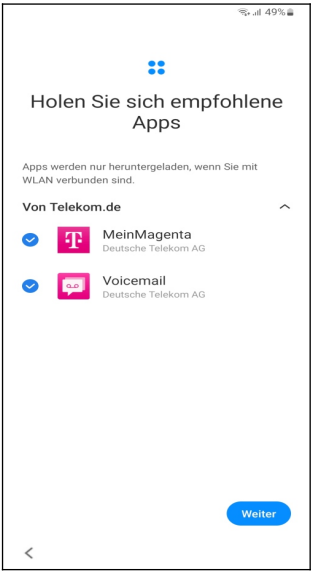 49%
Holen Sie sich empfohlene
Apps
Apps werden nur heruntergeladen, wenn Sie mit
WLAN verbunden sind.
Von Telekom.de
T
MeinMagenta
Deutsche Telekom AG
Voicemail
Deutsche Telekom AG
Weiter